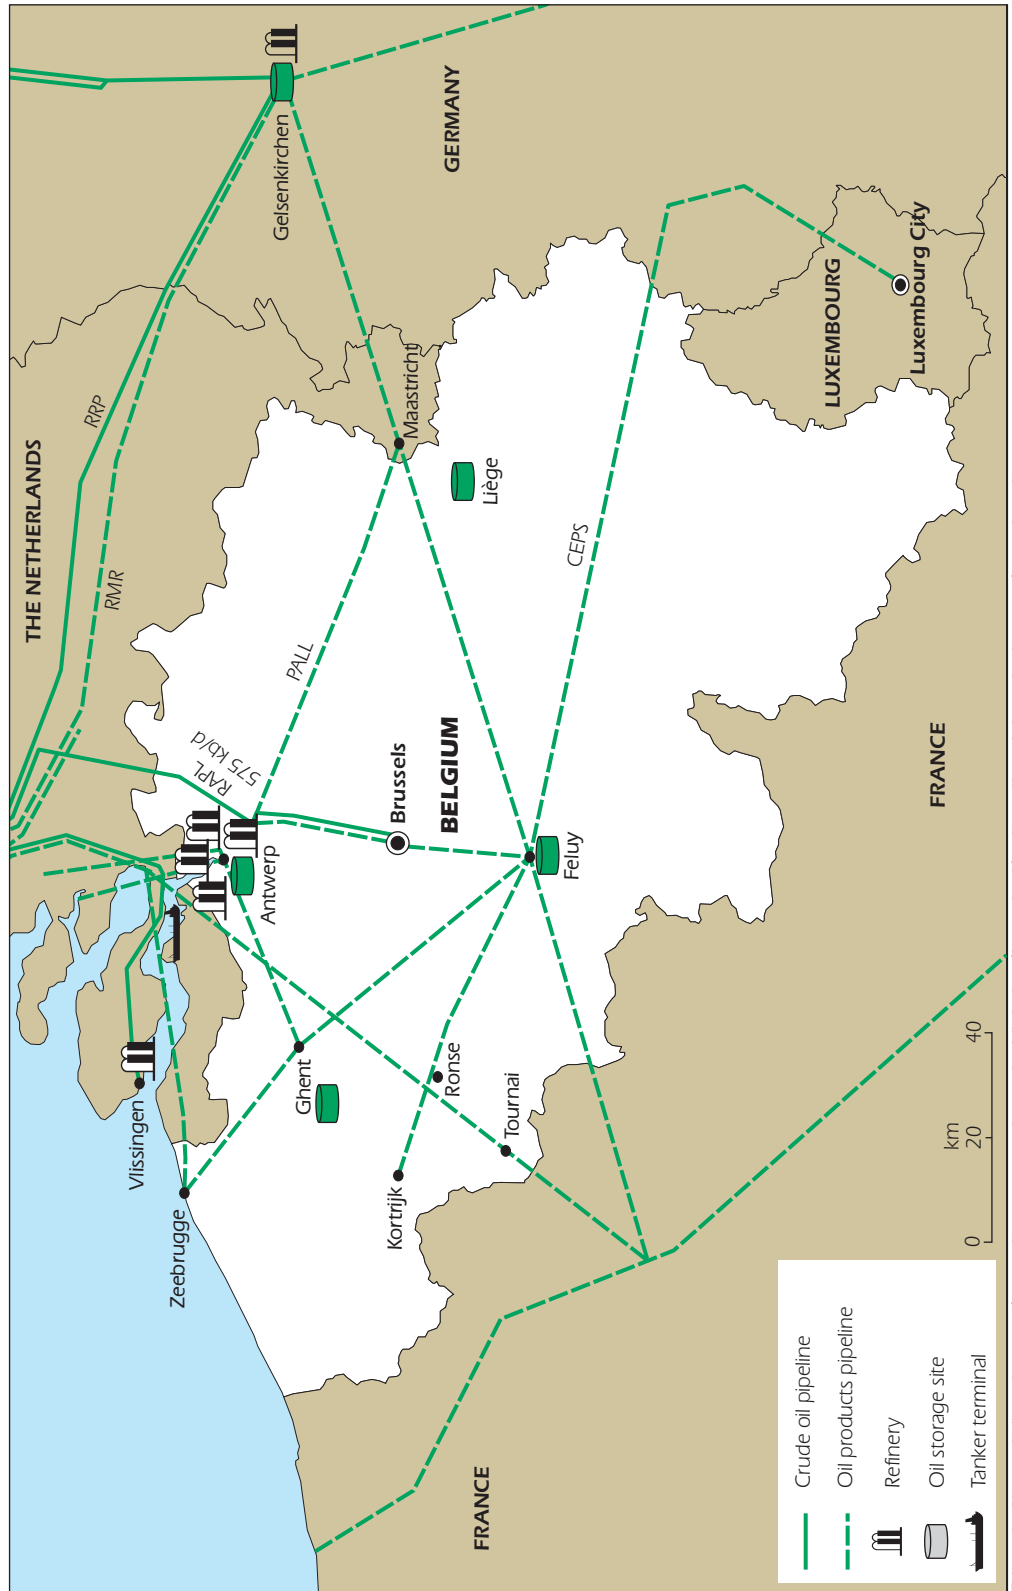 THE NETHERLANDS
RRP
RMR
Gelsenkirchen
GERMANY
Vlissingen
Zeebrugge
Antwerp
RAPL
575 kb/d
PALL
Maastricht
Liège
Ghent
Brussels
BELGIUM
Kortrijk
Ronse
Tournai
Feluy
CEPS
LUXEMBOURG
Luxembourg City
FRANCE
FRANCE
km
0 20 40
Crude oil pipeline
Oil products pipeline
Refinery
Oil storage site
Tanker terminal